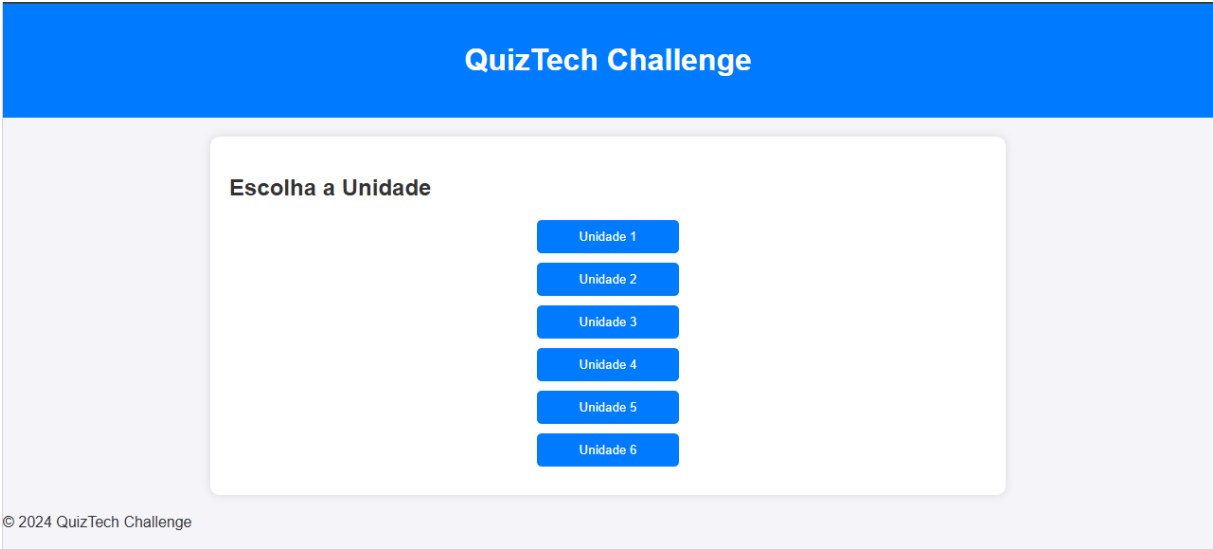 QuizTech Challenge
Escolha a Unidade
Unidade 1
Unidade 2
Unidade 3
Unidade 4
Unidade 5
Unidade 6
© 2024 QuizTech Challenge